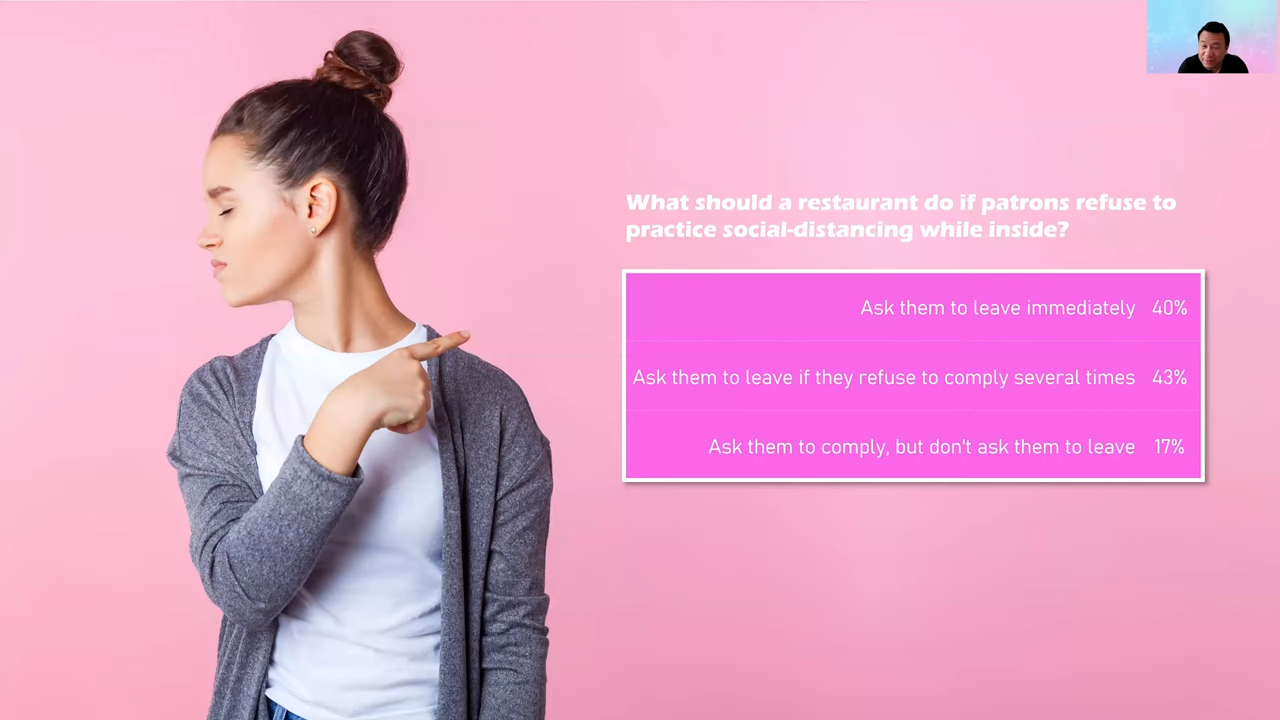 What should a restaurant do if patrons refuse to
practice social-distancing while inside?
Ask them to leave immediately 40%
Ask them to leave if they refuse to comply several times 43%
Ask them to comply, but don't ask them to leave 17%